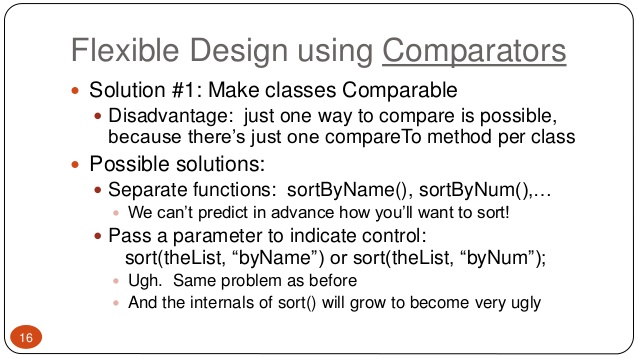 Flexible Design using Comparators
Solution #1: Make classes Comparable
Disadvantage: just one way to compare is possible,
because there's just one compareTo method per class
Possible solutions:
Separate functions: sortByName(), sortByNum(),…
We can't predict in advance how you'll want to sort!
Pass a parameter to indicate control:
sort(theList, “byName”) or sort(theList, “byNum”);
Ugh. Same problem as before
And the internals of sort() will grow to become very ugly
16